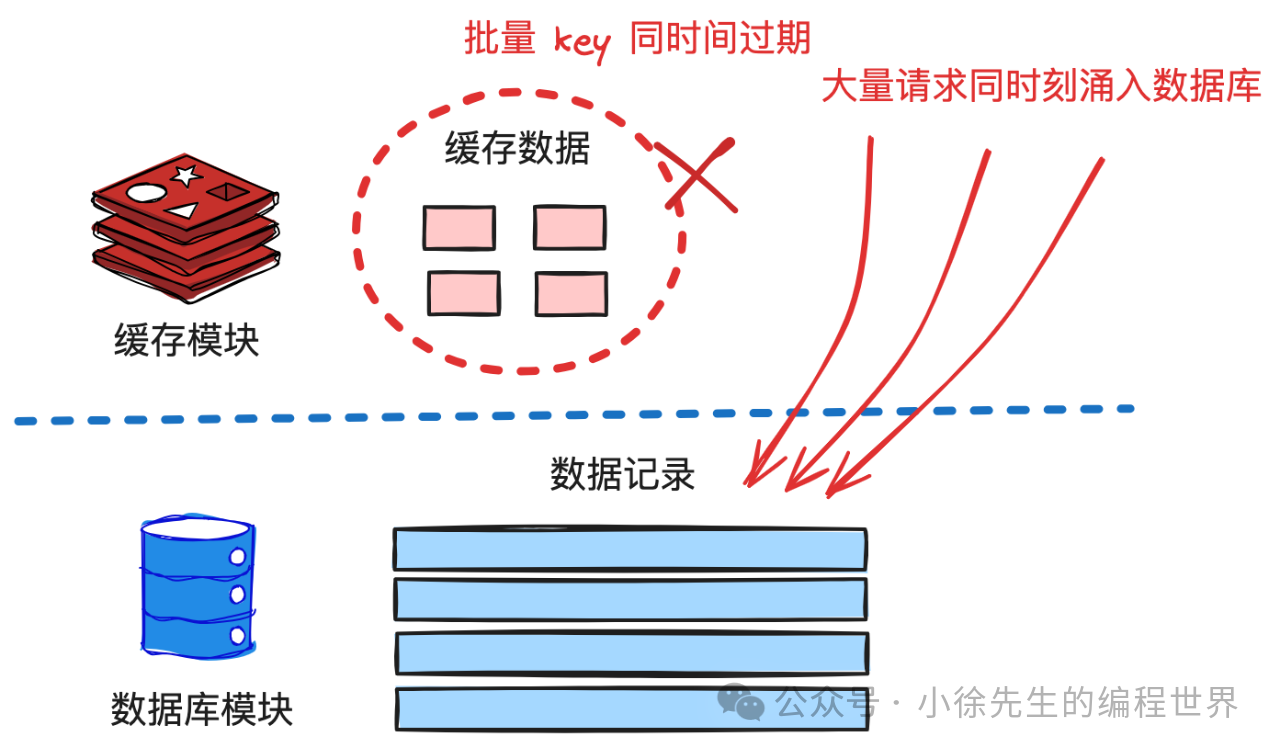 批量 key 同时间过期
大量请求同时刻涌入数据库
缓存数据
缓存模块
数据记录
数据库模块
公众号 · 小徐先生的编程世界